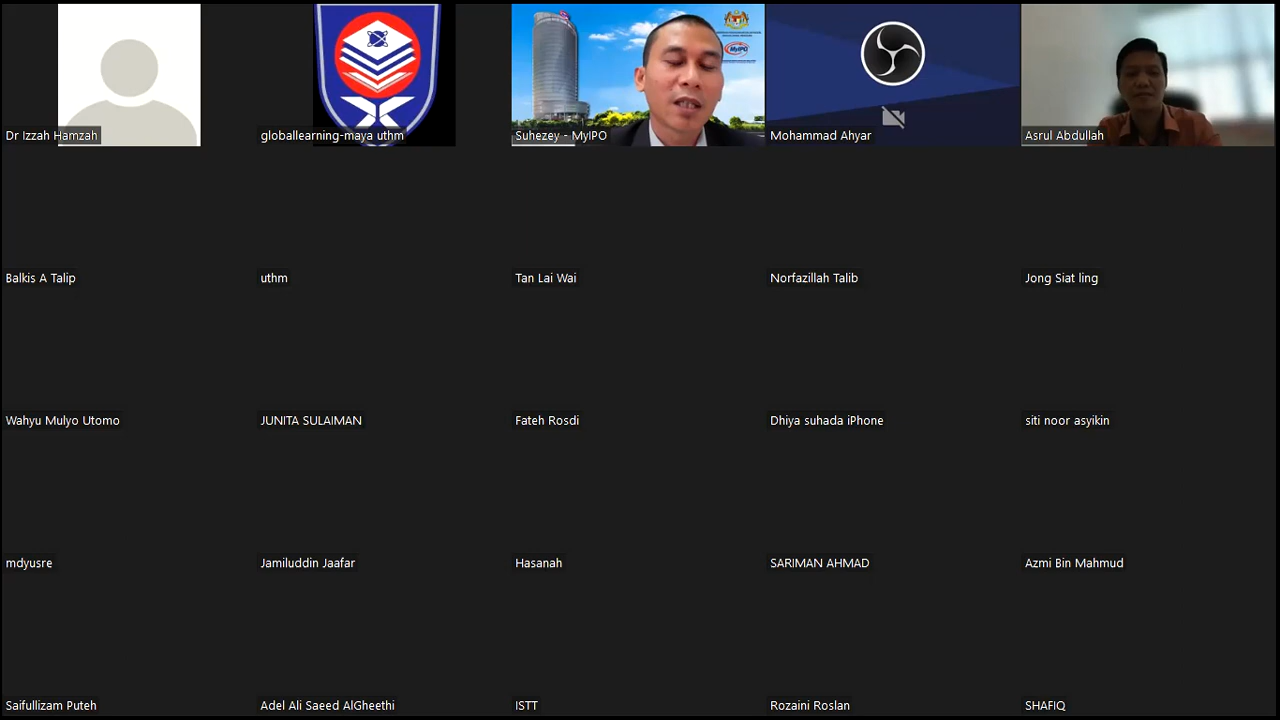 Dr Izzah Hamzah
globallearning-maya uthm
MyIPO
Suhezey - MyIPO
Mohammad Ahyar
Asrul Abdullah
Balkis A Talip
uthm
Tan Lai Wai
Norfazillah Talib
Jong Siat ling
Wahyu Mulyo Utomo
JUNITA SULAIMAN
Fateh Rosdi
Dhiya suhada iPhone
siti noor asyikin
mdyusre
Jamiluddin Jaafar
Hasanah
SARIMAN AHMAD
Azmi Bin Mahmud
Saifullizam Puteh
Adel Ali Saeed AlGheethi
ISTT
Rozaini Roslan
SHAFIQ